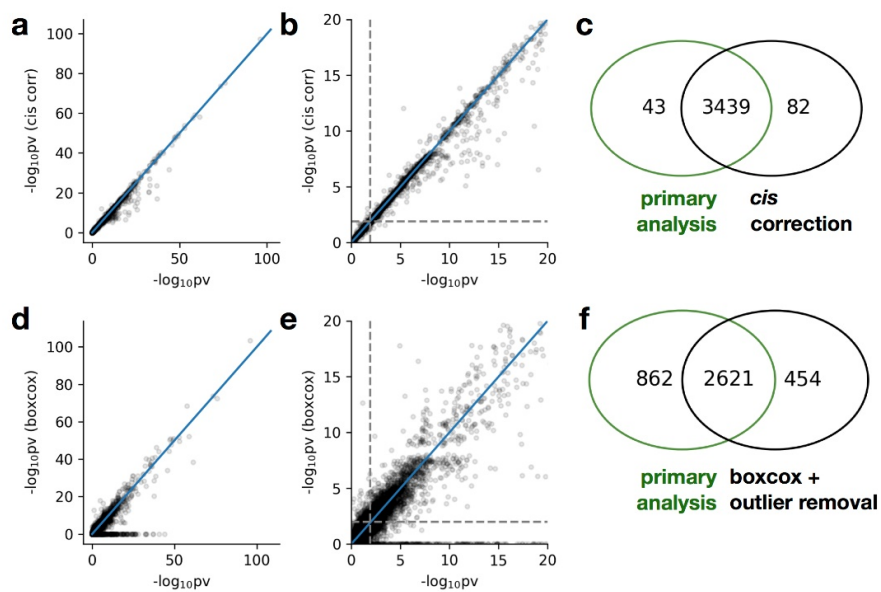 a
b
c
-log₁₀pv (cis corr)
100
80
60
40
20
0
0
50
100
-log₁₀pv
-log₁₀pv (cis corr)
20
15
10
5
0
0
5
10
15
20
-log₁₀pv
43
3439
82
primary
analysis
cis
correction
d
e
f
-log₁₀pv (boxcox)
100
80
60
40
20
0
0
50
100
-log₁₀pv
-log₁₀pv (boxcox)
20
15
10
5
0
0
5
10
15
20
-log₁₀pv
862
2621
454
primary
analysis
boxcox +
outlier removal